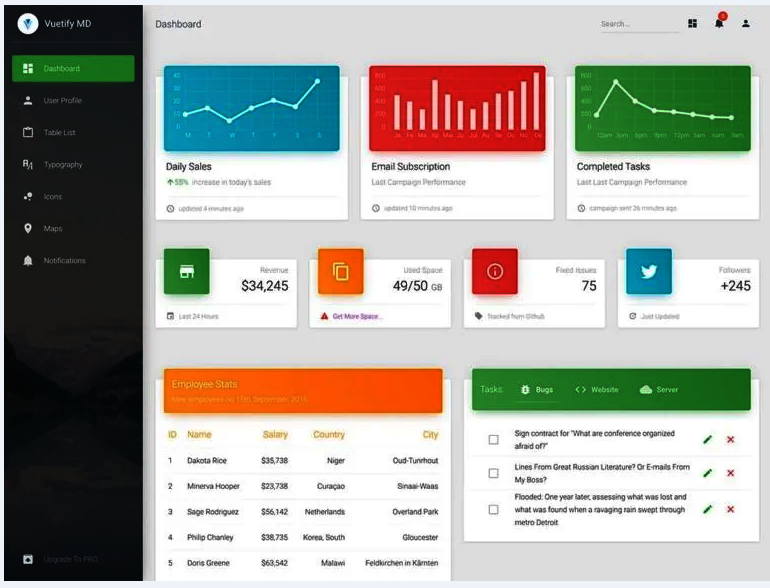 Vuetify MD
Dashboard
Search...
5
Dashboard
User Profile
Table List
Typography
Icons
Maps
Notifications
Upgrade To PRO
40
30
20
10
0
M T W T F S S
Daily Sales
55% increase in today's sales
updated 4 minutes ago
800
600
400
200
0
Ja Fe Ma Ap Mai Ju Jul Au Se Oc No De
Email Subscription
Last Campaign Performance
updated 10 minutes ago
800
600
400
200
0
12am 3pm 6pm 9pm 12pm 3am 6am 9am
Completed Tasks
Last Last Campaign Performance
campaign sent 26 minutes ago
Revenue
$34,245
Last 24 Hours
Used Space
49/50 GB
Get More Space...
Fixed Issues
75
Tracked from Github
Followers
+245
Just Updated
Employee Stats
New employees on 15th September, 2016
ID Name Salary Country City
1 Dakota Rice $35,738 Niger Oud-Tunrhout
2 Minerva Hooper $23,738 Curaçao Sinaai-Waas
3 Sage Rodriguez $56,142 Netherlands Overland Park
4 Philip Chanley $38,735 Korea, South Gloucester
5 Doris Greene $63,542 Malawi Feldkirchen in Kärnten
Tasks: Bugs Website Server
Sign contract for "What are conference organized
afraid of?"
Lines From Great Russian Literature? Or E-mails From
My Boss?
Flooded: One year later, assessing what was lost and
what was found when a ravaging rain swept through
metro Detroit